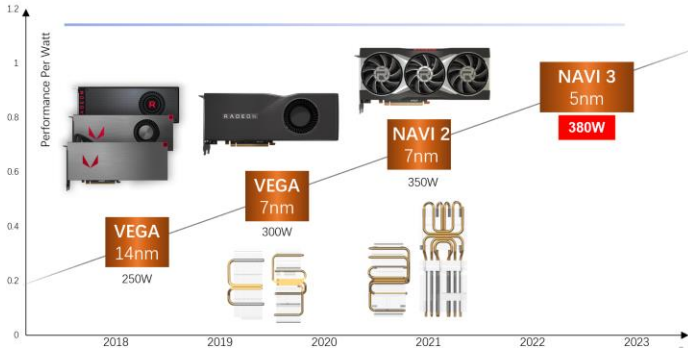 1.2
1
0.8
0.6
0.4
0.2
0
Performance Per Watt
RADEON
R
VEGA
14nm
250W
VEGA
7nm
300W
NAVI 2
7nm
350W
NAVI 3
5nm
380W
2018
2019
2020
2021
2022
2023